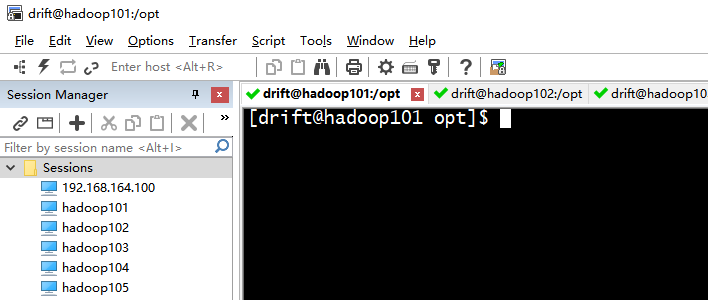 drift@hadoop101:/opt
File Edit View Options Transfer Script Tools Window Help
Enter host <Alt+R>
Session Manager
drift@hadoop101:/opt drift@hadoop102:/opt drift@hadoop10
[drift@hadoop101 opt]$
»
Filter by session name <Alt+I>
Sessions
192.168.164.100
hadoop101
hadoop102
hadoop103
hadoop104
hadoop105